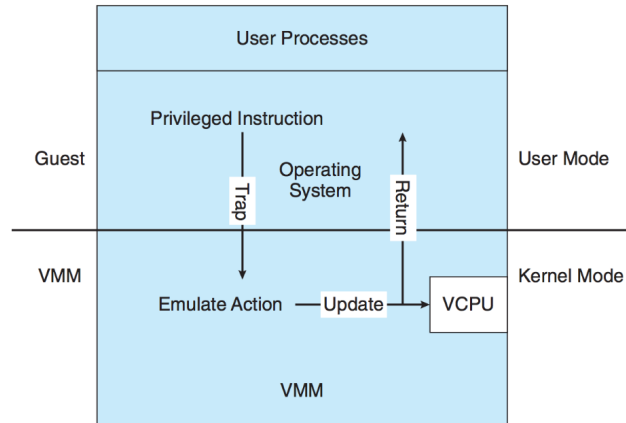 User Processes
Privileged Instruction
Guest
User Mode
Operating
System
Trap
Return
VMM
Kernel Mode
Emulate Action
Update
VCPU
VMM